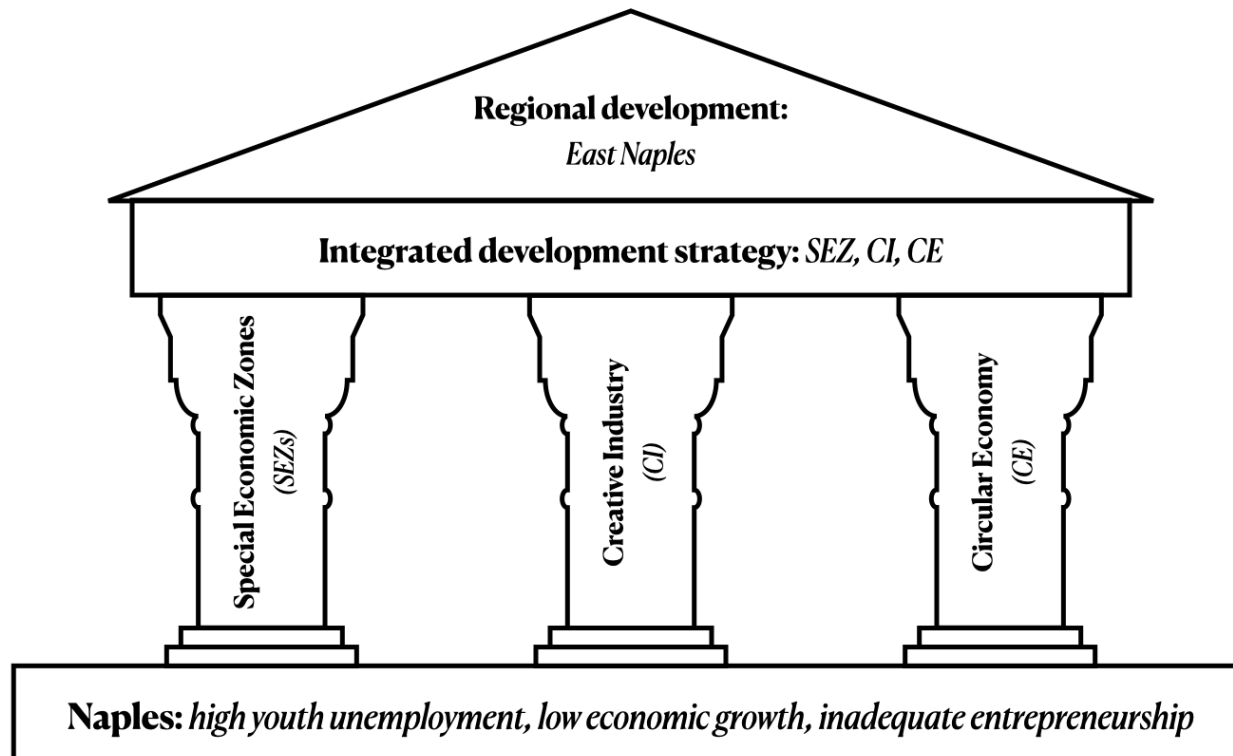 Regional development:
East Naples
Integrated development strategy: SEZ, CI, CE
Special Economic Zones
(SEZs)
Creative Industry
(CI)
Circular Economy
(CE)
Naples: high youth unemployment, low economic growth, inadequate entrepreneurship